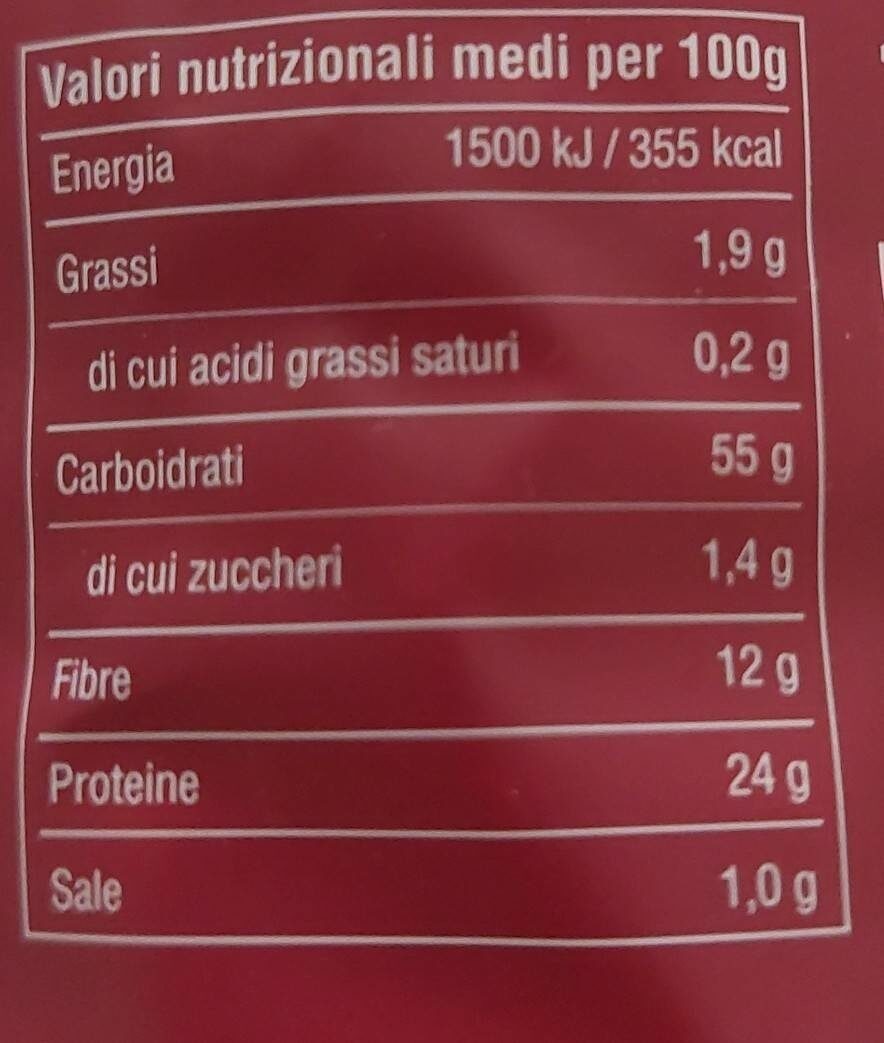 Valori nutrizionali medi per 100g
Energia 1500 kJ / 355 kcal
Grassi 1,9 g
di cui acidi grassi saturi 0,2 g
Carboidrati 55 g
di cui zuccheri 1,4 g
Fibre 12 g
Proteine 24 g
Sale 1,0 g